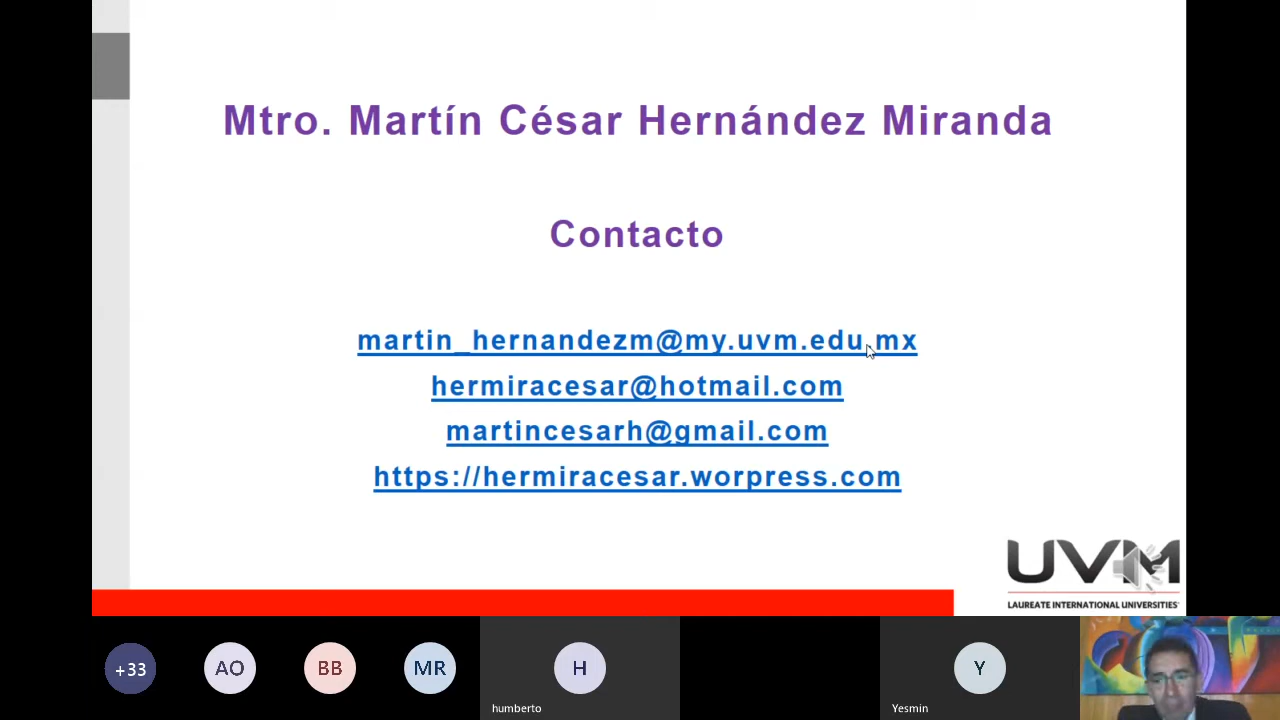 Mtro. Martín César Hernández Miranda
Contacto
martin_hernandezm@my.uvm.edu.mx
hermiracesar@hotmail.com
martincesarh@gmail.com
https://hermiracesar.worpress.com
UVM
LAUREATE INTERNATIONAL UNIVERSITIES
+33
AO
BB
MR
H
Y
humberto
Yesmin